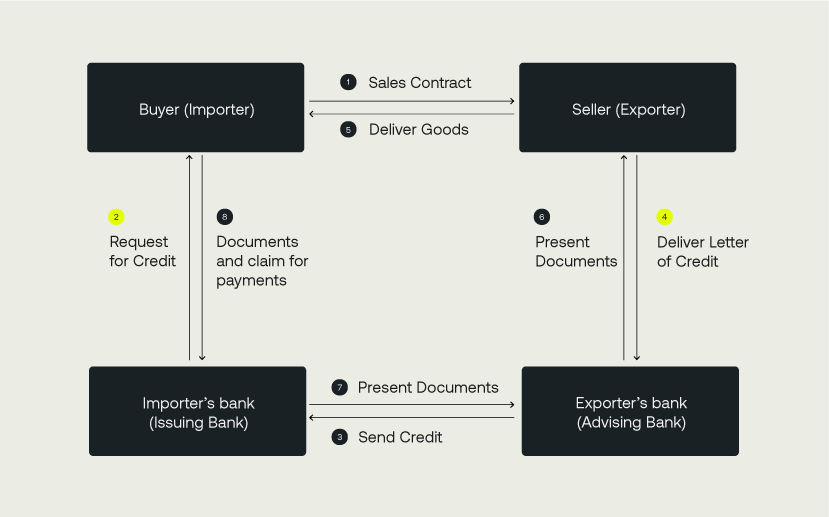 1 Sales Contract
Buyer (Importer)
Seller (Exporter)
5 Deliver Goods
2
Request
for Credit
8
Documents
and claim for
payments
6
Present
Documents
4
Deliver Letter
of Credit
7 Present Documents
Importer’s bank
(Issuing Bank)
Exporter’s bank
(Advising Bank)
3 Send Credit